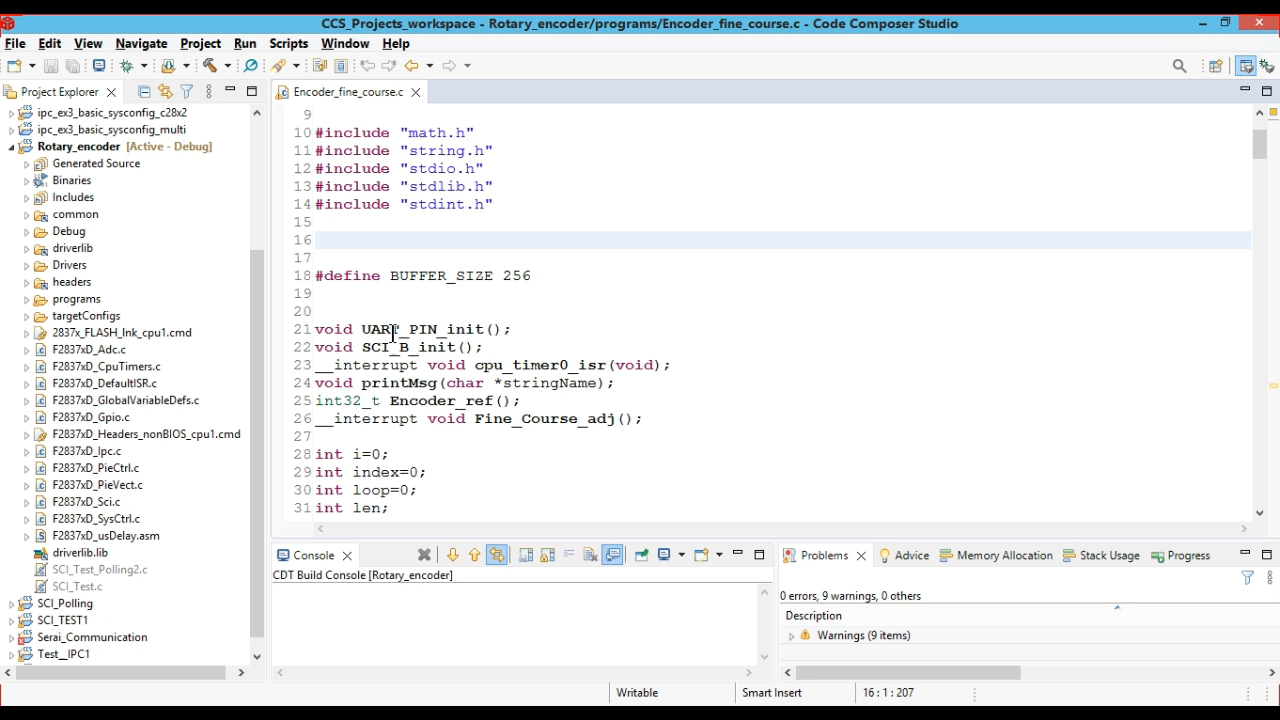 CCS_Projects_workspace - Rotary_encoder/programs/Encoder_fine_course.c - Code Composer Studio
File Edit View Navigate Project Run Scripts Window Help
Project Explorer
ipc_ex3_basic_sysconfig_c28x2
ipc_ex3_basic_sysconfig_multi
Rotary_encoder [Active - Debug]
Generated Source
Binaries
Includes
common
Debug
driverlib
Drivers
headers
programs
targetConfigs
2837x_FLASH_lnk_cpu1.cmd
F2837xD_Adc.c
F2837xD_CpuTimers.c
F2837xD_DefaultISR.c
F2837xD_GlobalVariableDefs.c
F2837xD_Gpio.c
F2837xD_Headers_nonBIOS_cpu1.cmd
F2837xD_Ipc.c
F2837xD_PieCtrl.c
F2837xD_PieVect.c
F2837xD_Sci.c
F2837xD_SysCtrl.c
F2837xD_usDelay.asm
driverlib.lib
SCI_Test_Polling2.c
SCI_Test.c
SCI_Polling
SCI_TEST1
Serai_Communication
Test__IPC1
Encoder_fine_course.c
9
10 #include "math.h"
11 #include "string.h"
12 #include "stdio.h"
13 #include "stdlib.h"
14 #include "stdint.h"
15
16
17
18 #define BUFFER_SIZE 256
19
20
21 void UART_PIN_init();
22 void SCI_B_init();
23 __interrupt void cpu_timer0_isr(void);
24 void printMsg(char *stringName);
25 int32_t Encoder_ref();
26 __interrupt void Fine_Course_adj();
27
28 int i=0;
29 int index=0;
30 int loop=0;
31 int len;
Console
CDT Build Console [Rotary_encoder]
Problems Advice Memory Allocation Stack Usage Progress
0 errors, 9 warnings, 0 others
Description
Warnings (9 items)
Writable Smart Insert 16 : 1 : 207